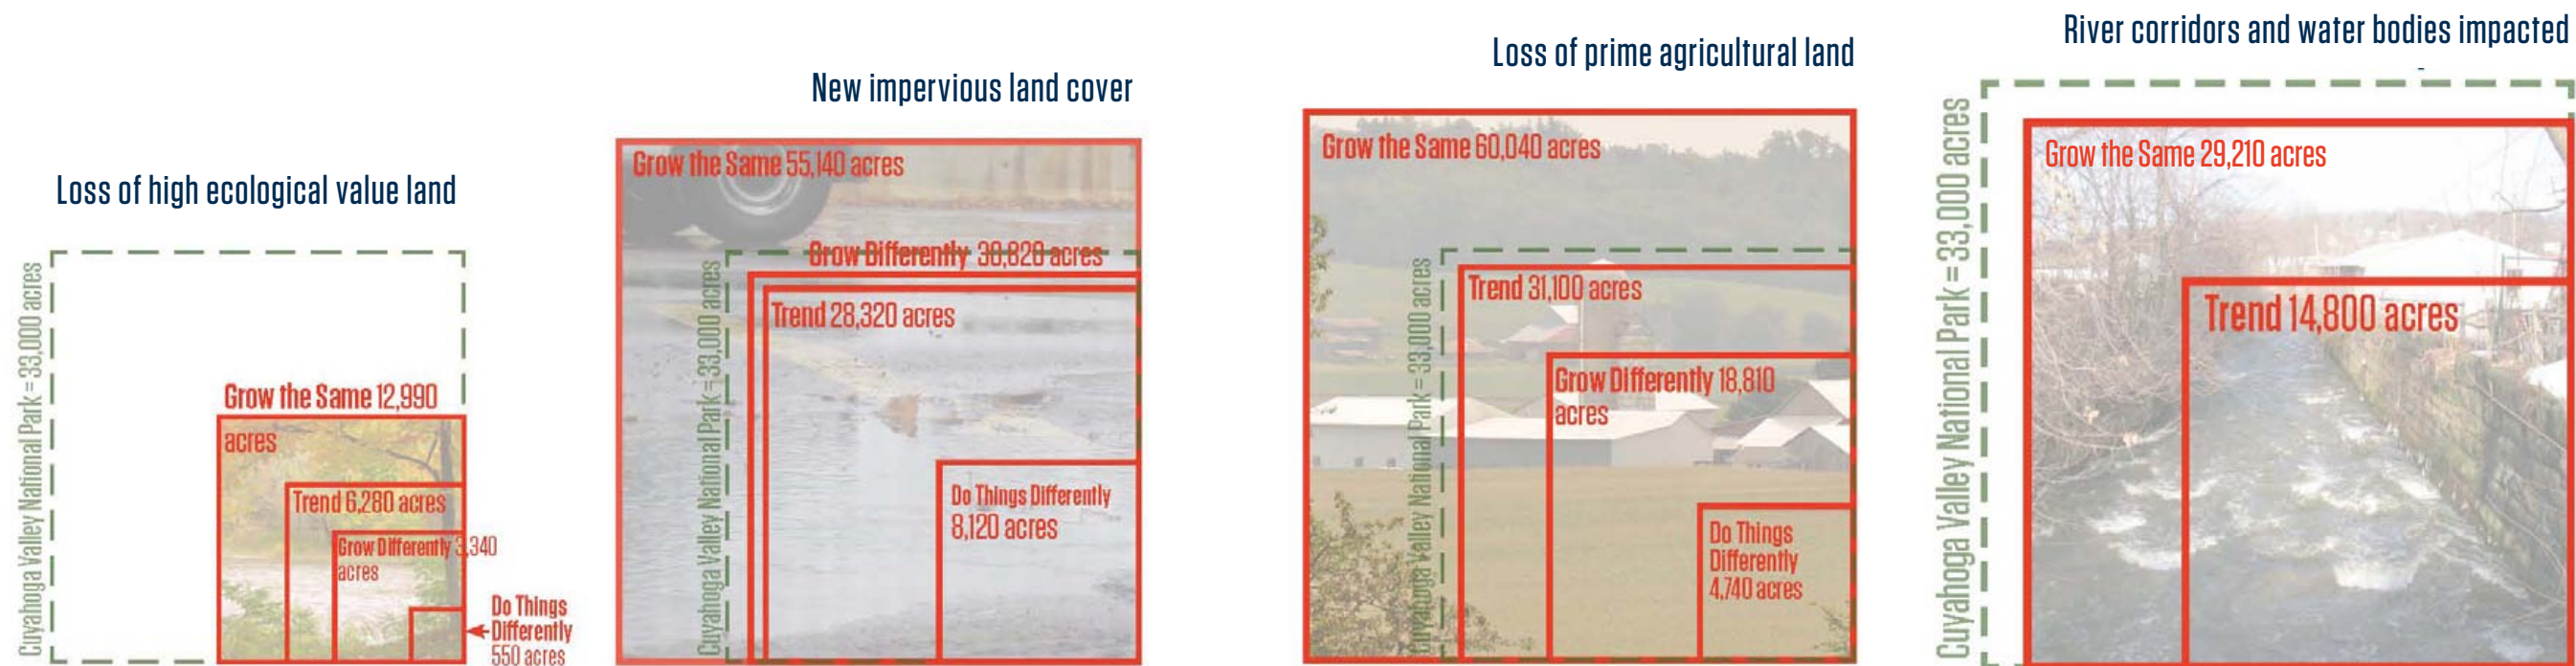 Loss of high ecological value land
Cuyahoga Valley National Park = 33,000 acres
Grow the Same 12,990
acres
Trend 6,280 acres
Grow Differently 3,340
acres
Do Things
Differently
550 acres
New impervious land cover
Grow the Same 55,140 acres
Cuyahoga Valley National Park = 33,000 acres
Grow Differently 30,820 acres
Trend 28,320 acres
Do Things Differently
8,120 acres
Loss of prime agricultural land
Grow the Same 60,040 acres
Cuyahoga Valley National Park = 33,000 acres
Trend 31,100 acres
Grow Differently 18,810
acres
Do Things
Differently
4,740 acres
River corridors and water bodies impacted
Cuyahoga Valley National Park = 33,000 acres
Grow the Same 29,210 acres
Trend 14,800 acres